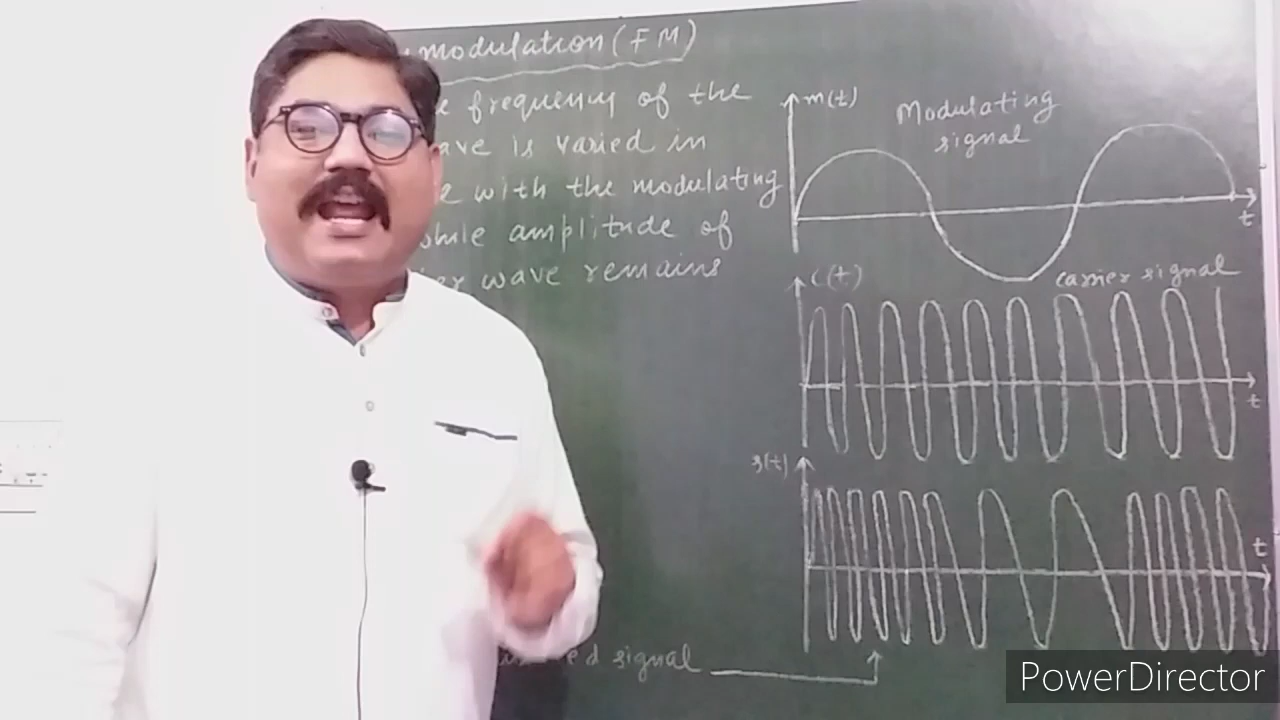 modulation (FM)
frequency of the
ave is varied in
with the modulating
while amplitude of
wave remains
signal
m(t)
Modulating
signal
t
c(t)
carrier signal
t
s(t)
t
PowerDirector